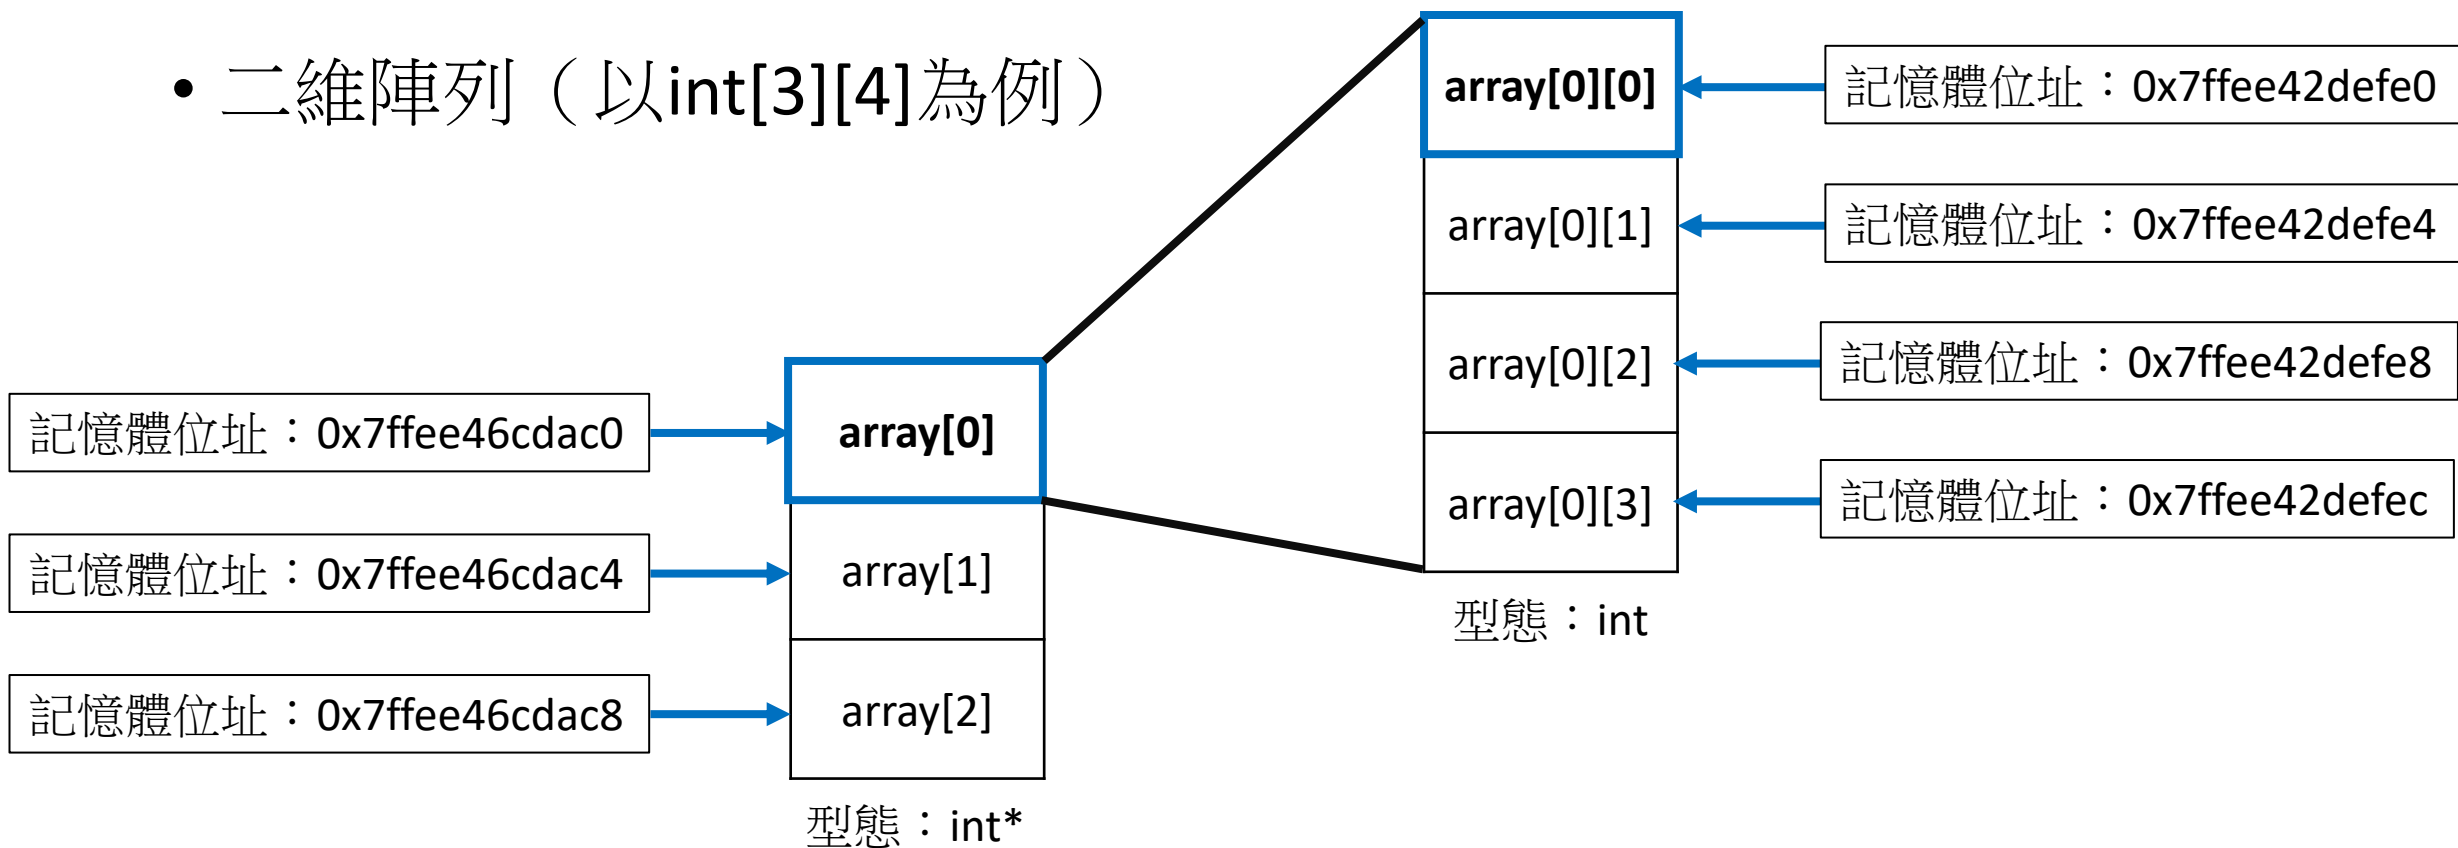 • 二維陣列（以int[3][4]為例）
array[0][0]
記憶體位址：0x7ffee42defe0
array[0][1]
記憶體位址：0x7ffee42defe4
array[0][2]
記憶體位址：0x7ffee42defe8
array[0][3]
記憶體位址：0x7ffee42defec
型態：int
記憶體位址：0x7ffee46cdac0
array[0]
記憶體位址：0x7ffee46cdac4
array[1]
記憶體位址：0x7ffee46cdac8
array[2]
型態：int*